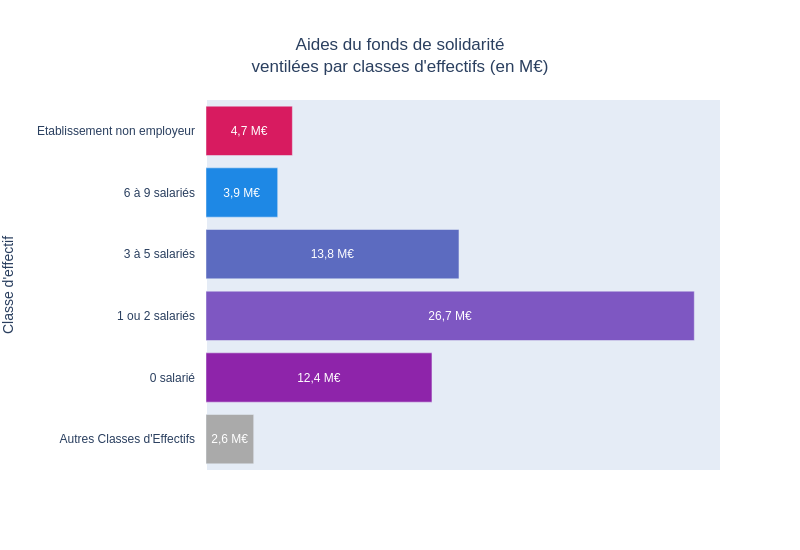 Aides du fonds de solidarité
ventilées par classes d'effectifs (en M€)
Classe d'effectif
Etablissement non employeur
4,7 M€
6 à 9 salariés
3,9 M€
3 à 5 salariés
13,8 M€
1 ou 2 salariés
26,7 M€
0 salarié
12,4 M€
Autres Classes d'Effectifs
2,6 M€